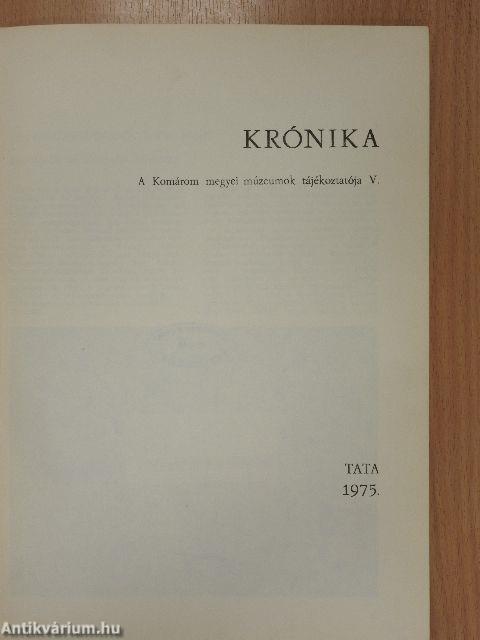 KRÓNIKA
A Komárom megyei múzeumok tájékoztatója V.
TATA
1975.
Antikvárium.hu